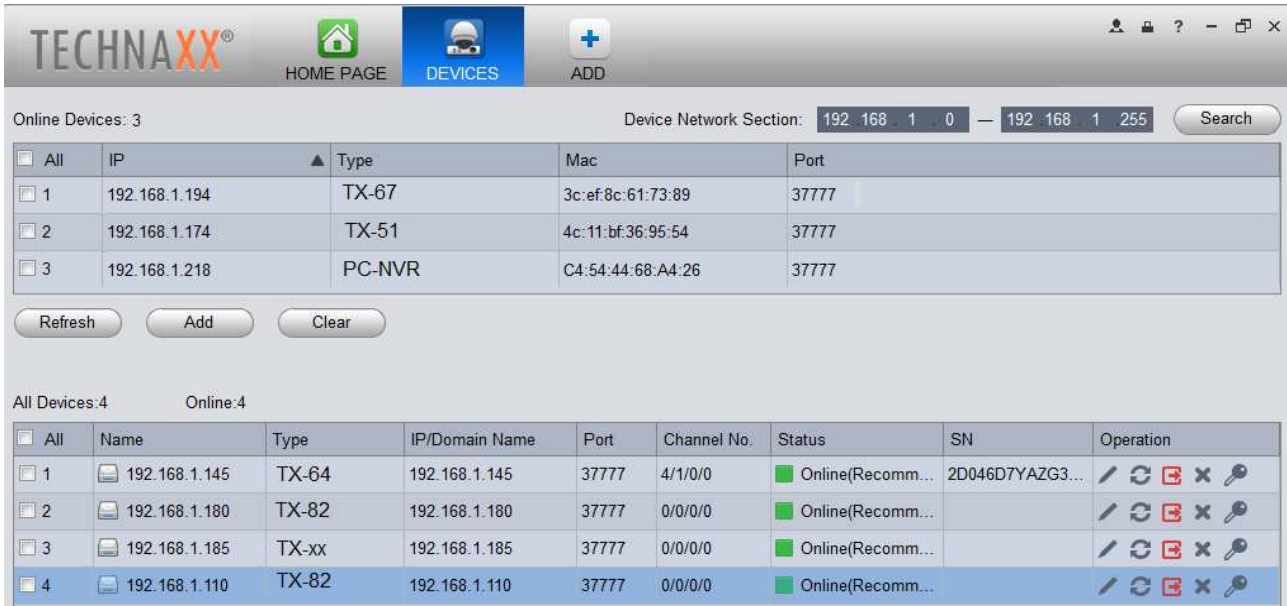 TECHNAXX®
HOME PAGE DEVICES ADD ?
Online Devices: 3 Device Network Section: 192 .168 . 1 . 0 — 192 .168 . 1 .255 Search
All IP Type Mac Port
1 192.168.1.194 TX-67 3c:ef:8c:61:73:89 37777
2 192.168.1.174 TX-51 4c:11:bf:36:95:54 37777
3 192.168.1.218 PC-NVR C4:54:44:68:A4:26 37777
Refresh Add Clear
All Devices:4 Online:4
All Name Type IP/Domain Name Port Channel No. Status SN Operation
1 192.168.1.145 TX-64 192.168.1.145 37777 4/1/0/0 Online(Recomm... 2D046D7YAZG3...
2 192.168.1.180 TX-82 192.168.1.180 37777 0/0/0/0 Online(Recomm...
3 192.168.1.185 TX-xx 192.168.1.185 37777 0/0/0/0 Online(Recomm...
4 192.168.1.110 TX-82 192.168.1.110 37777 0/0/0/0 Online(Recomm...